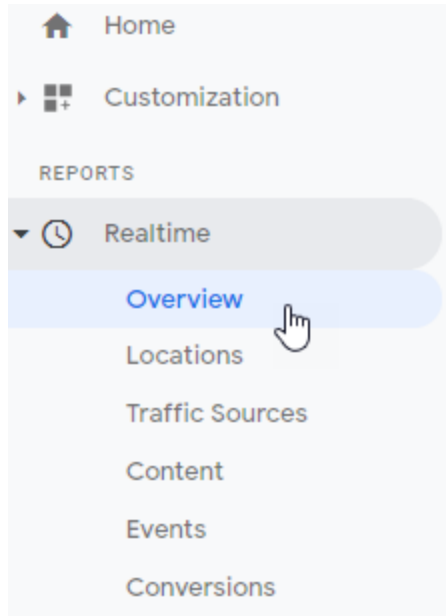 Home
Customization
REPORTS
Realtime
Overview
Locations
Traffic Sources
Content
Events
Conversions